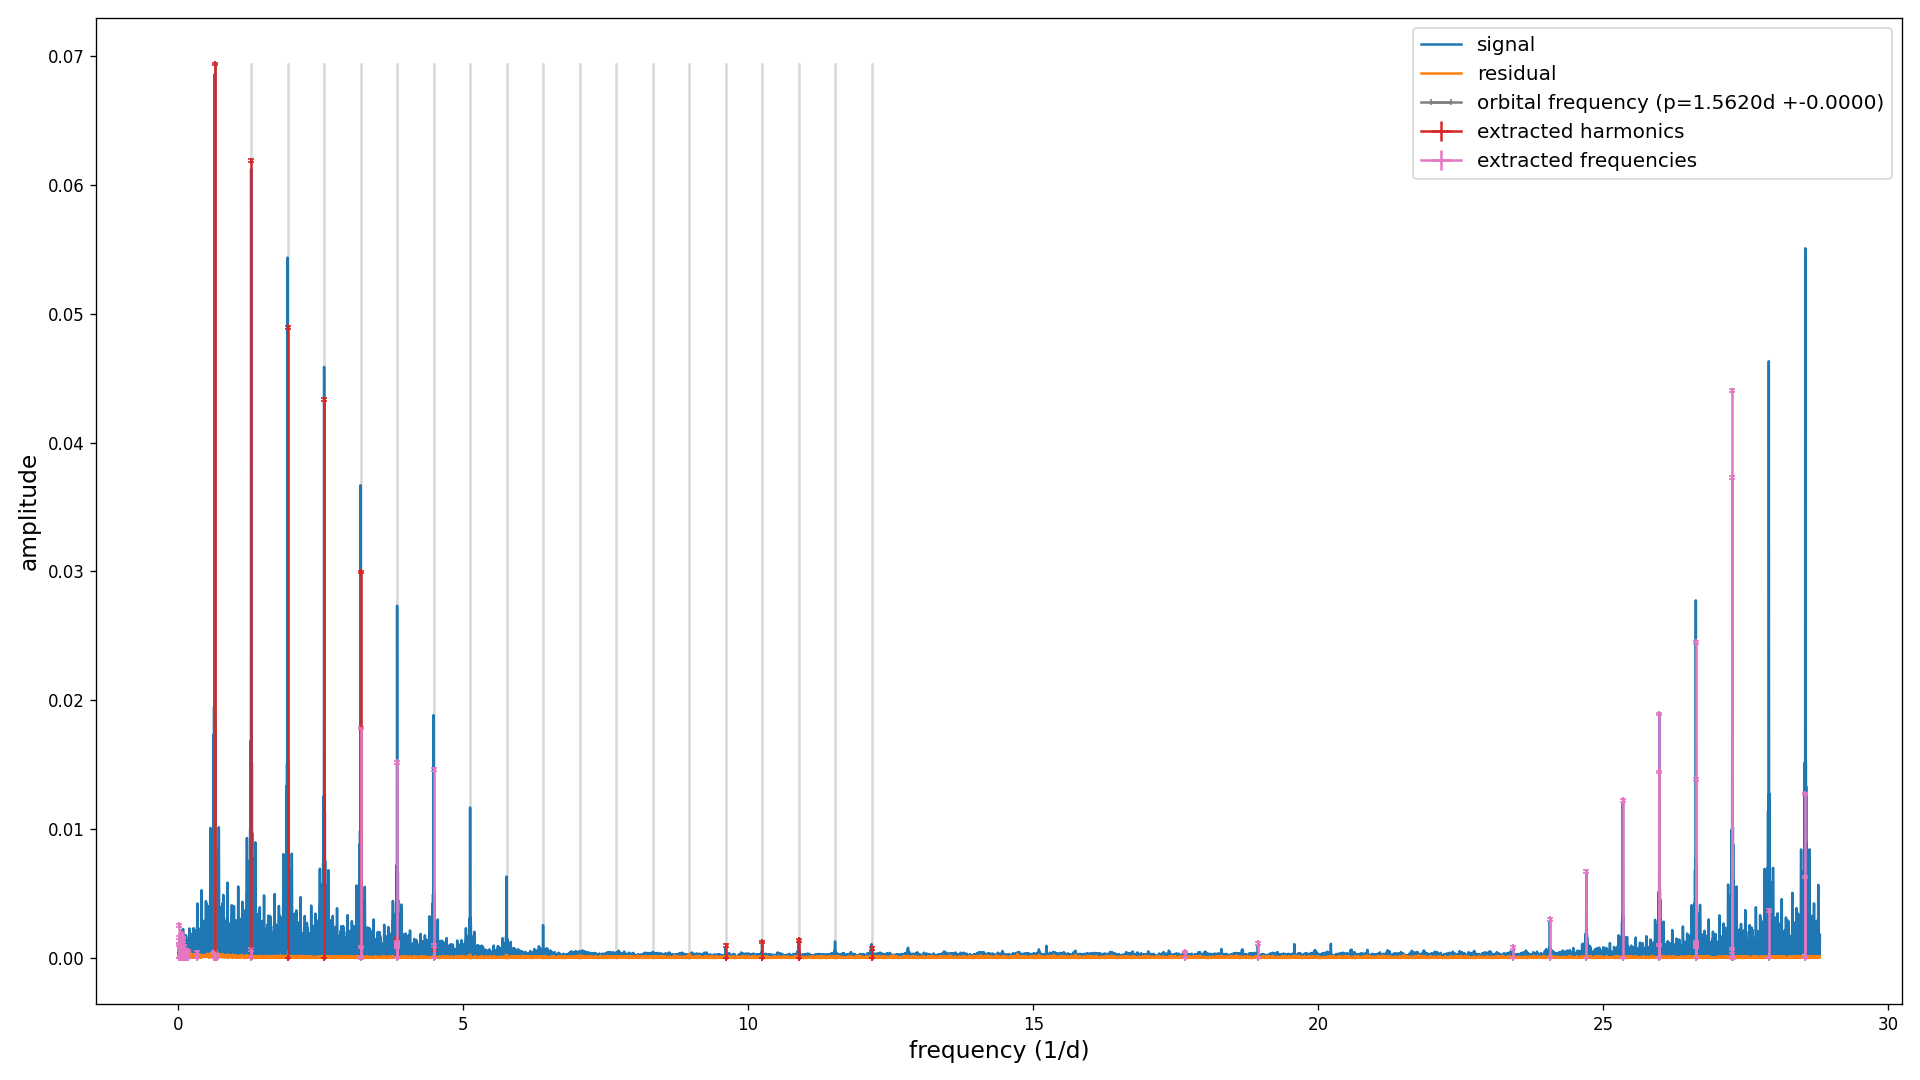 signal
residual
orbital frequency (p=1.5620d +-0.0000)
extracted harmonics
extracted frequencies
0.07
0.06
0.05
0.04
0.03
0.02
0.01
0.00
amplitude
0 5 10 15 20 25 30
frequency (1/d)